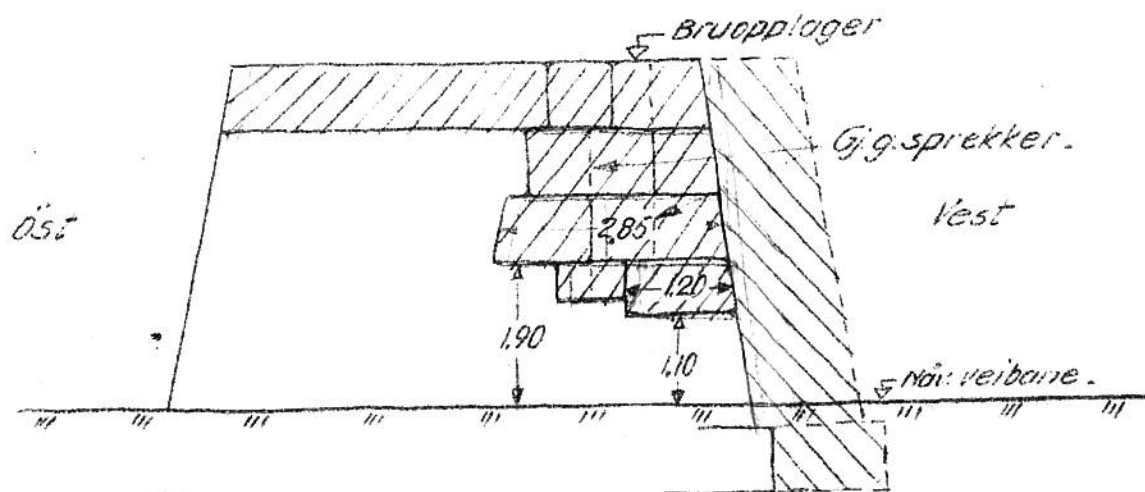 Bruopplager
Gj.g.sprekker.
Öst
Vest
2.85
1.20
1.90
1.10
Nåv. veibane.